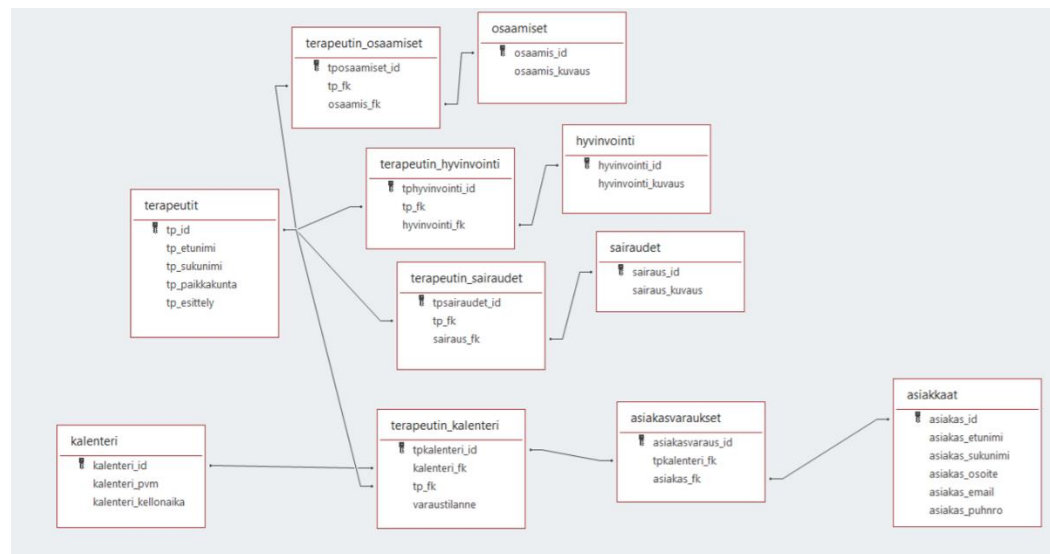 terapeutin_osaamiset
tposaamiset_id
tp_fk
osaamis_fk
osaamiset
osaamis_id
osaamis_kuvaus
terapeutin_hyvinvointi
tphyvinvointi_id
tp_fk
hyvinvointi_fk
hyvinvointi
hyvinvointi_id
hyvinvointi_kuvaus
terapeutit
tp_id
tp_etunimi
tp_sukunimi
tp_paikkakunta
tp_esittely
terapeutin_sairaudet
tpsairaudet_id
tp_fk
sairaus_fk
sairaudet
sairaus_id
sairaus_kuvaus
kalenteri
kalenteri_id
kalenteri_pvm
kalenteri_kellonaika
terapeutin_kalenteri
tpkalenteri_id
kalenteri_fk
tp_fk
varaustilanne
asiakasvaraukset
asiakasvaraus_id
tpkalenteri_fk
asiakas_fk
asiakkaat
asiakas_id
asiakas_etunimi
asiakas_sukunimi
asiakas_osoite
asiakas_email
asiakas_puhnro